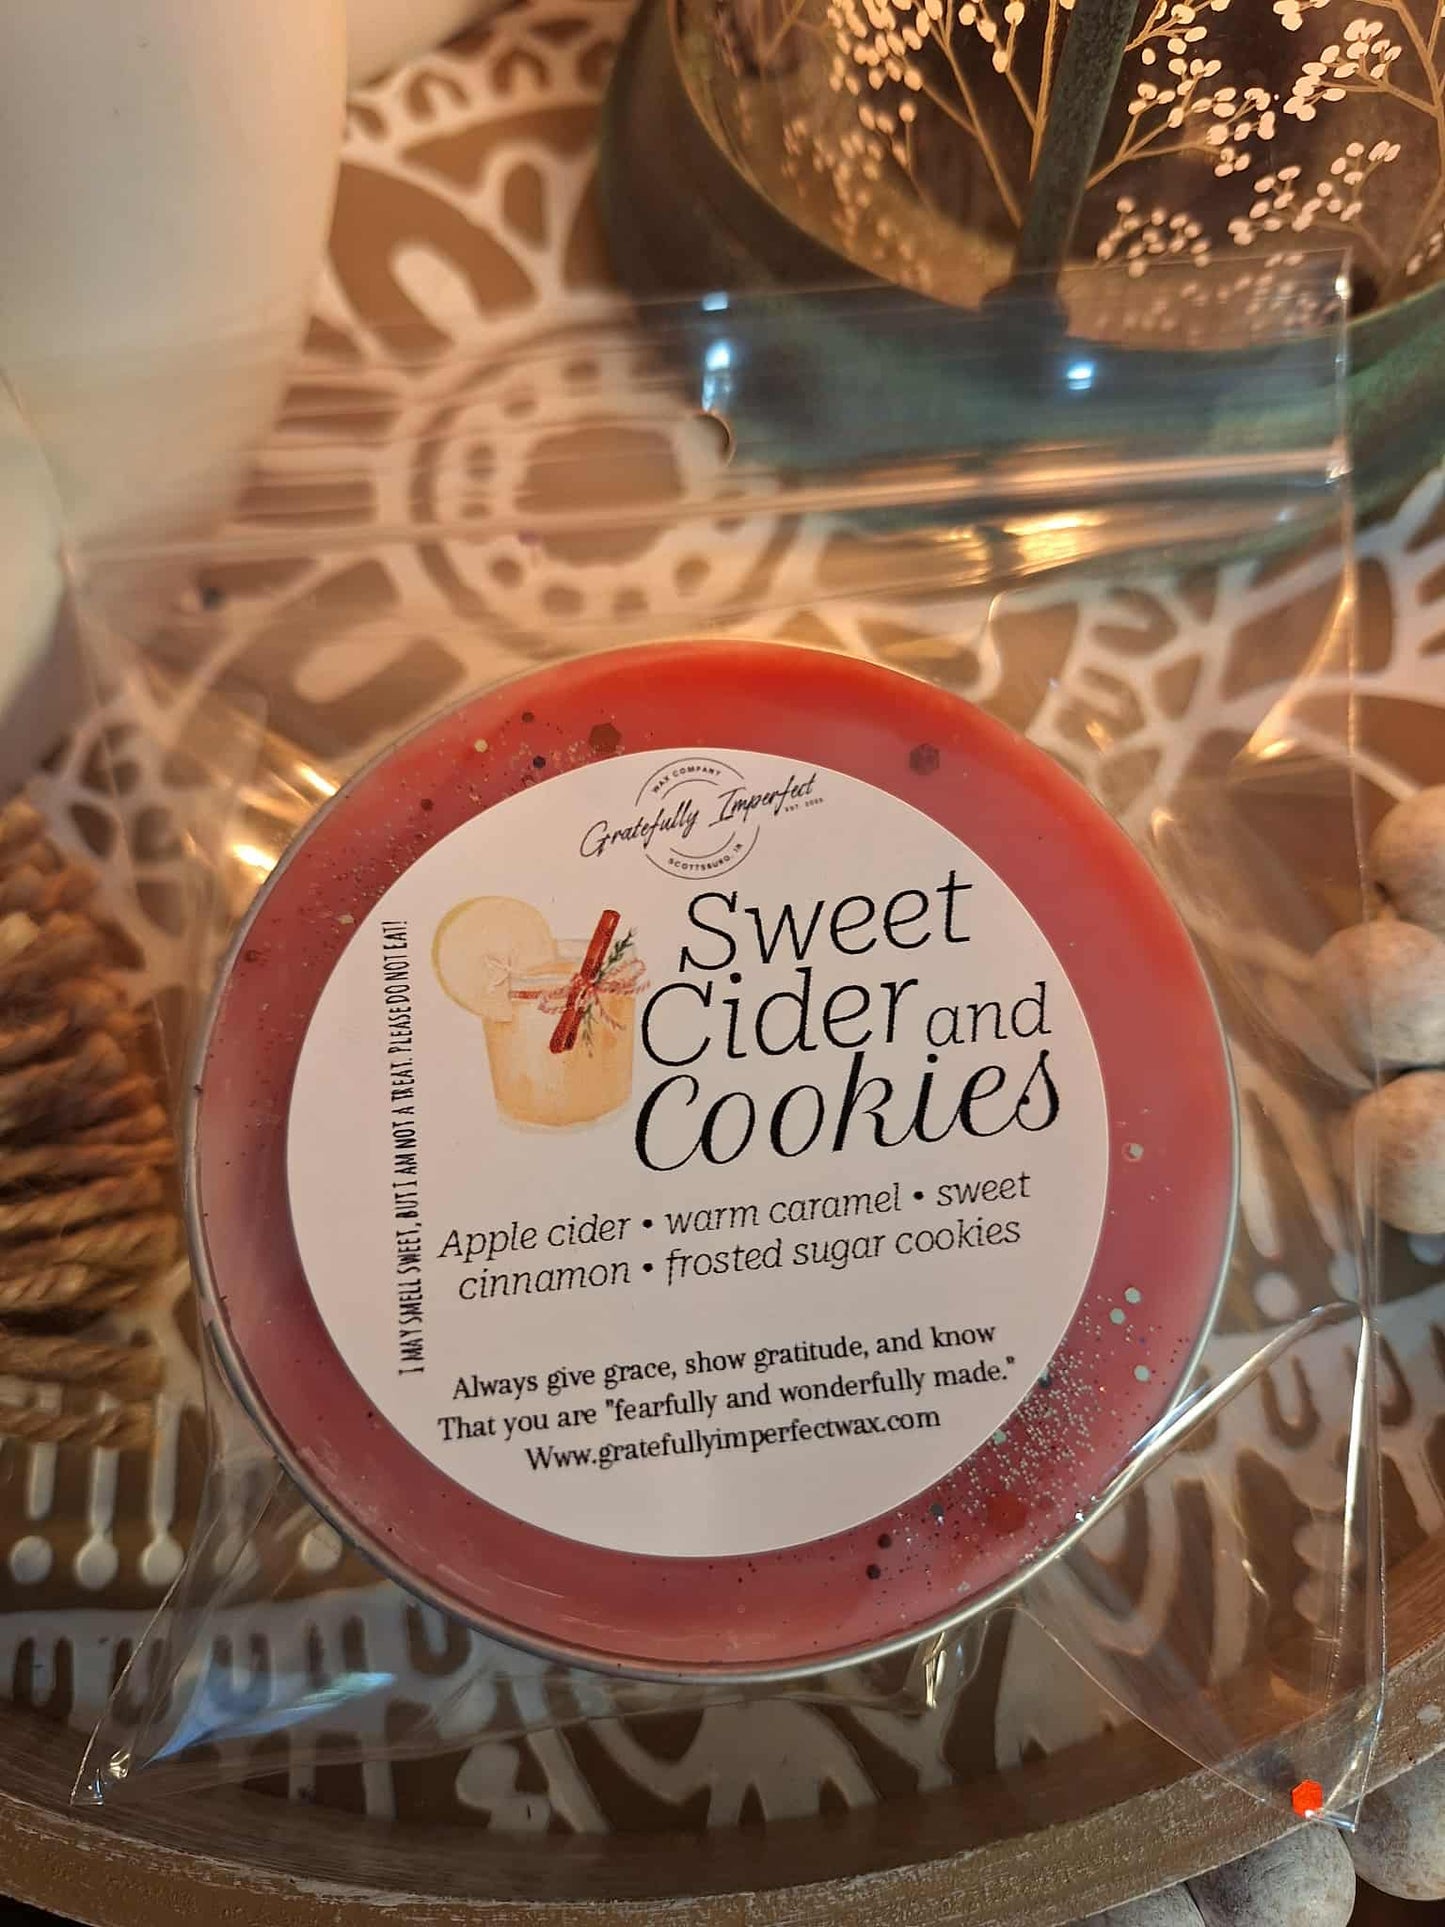 WAX COMPANY
Gratefully Imperfect
SCOTTSBURG, IN
Sweet
Cider and
Cookies
Apple cider • warm caramel • sweet
cinnamon • frosted sugar cookies
Always give grace, show gratitude, and know
That you are "fearfully and wonderfully made."
Www.gratefullyimperfectwax.com
I MAY SMELL SWEET, BUT I AM NOT A TREAT. PLEASE DO NOT EAT!